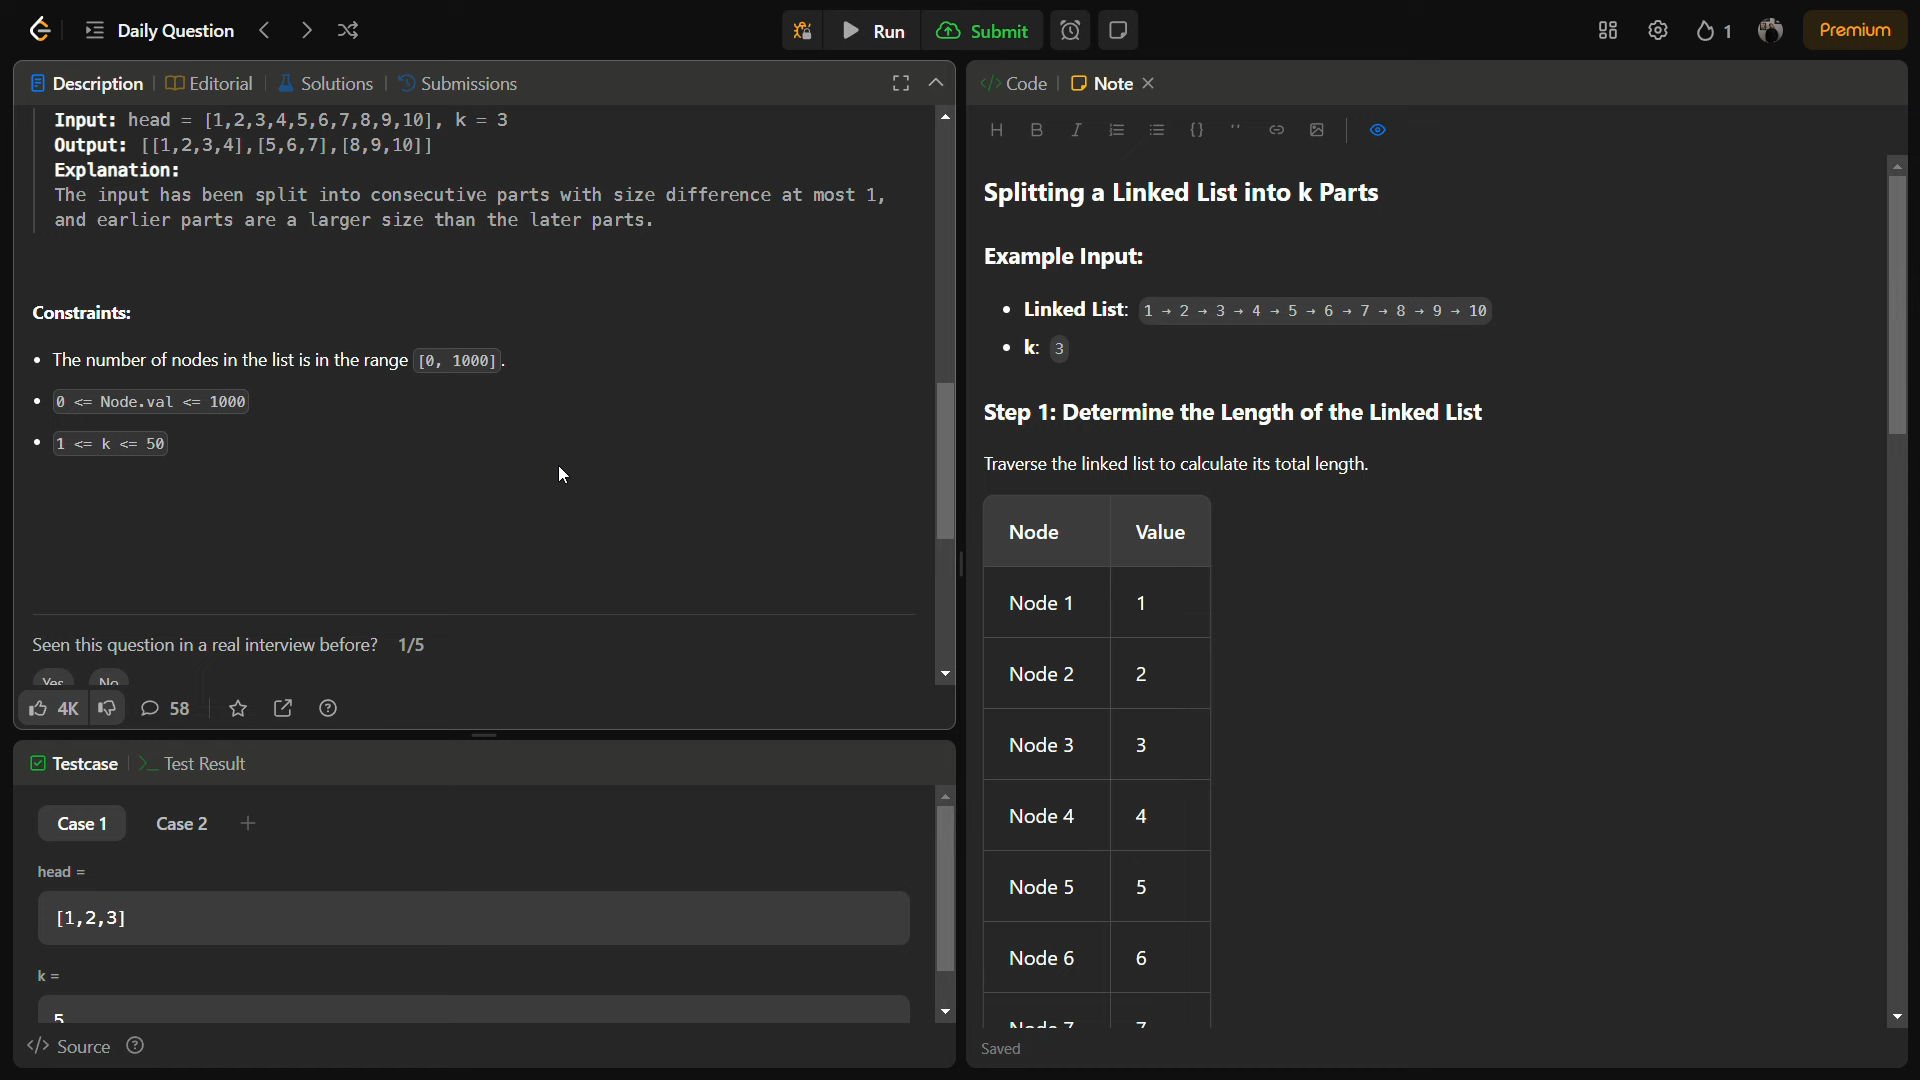 Daily Question
Run
Submit
1
Premium
Description
Editorial
Solutions
Submissions
Input: head = [1,2,3,4,5,6,7,8,9,10], k = 3
Output: [[1,2,3,4],[5,6,7],[8,9,10]]
Explanation:
The input has been split into consecutive parts with size difference at most 1,
and earlier parts are a larger size than the later parts.
Constraints:
• The number of nodes in the list is in the range [0, 1000].
• 0 <= Node.val <= 1000
• 1 <= k <= 50
Seen this question in a real interview before? 1/5
Yes No
4K 58
Testcase
Test Result
Case 1 Case 2 +
head =
[1,2,3]
k =
5
</> Source
</> Code
Note
H B I {} "
Splitting a Linked List into k Parts
Example Input:
• Linked List: 1 → 2 → 3 → 4 → 5 → 6 → 7 → 8 → 9 → 10
• k: 3
Step 1: Determine the Length of the Linked List
Traverse the linked list to calculate its total length.
Node Value
Node 1 1
Node 2 2
Node 3 3
Node 4 4
Node 5 5
Node 6 6
Node 7 7
Saved